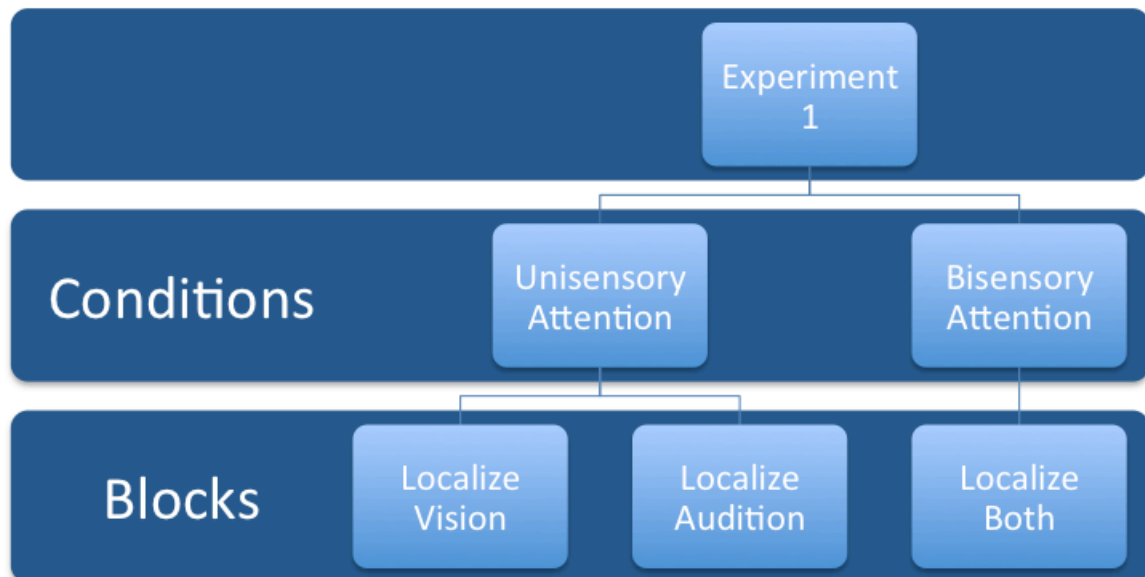 Experiment
1
Conditions
Unisensory
Attention
Bisensory
Attention
Blocks
Localize
Vision
Localize
Audition
Localize
Both